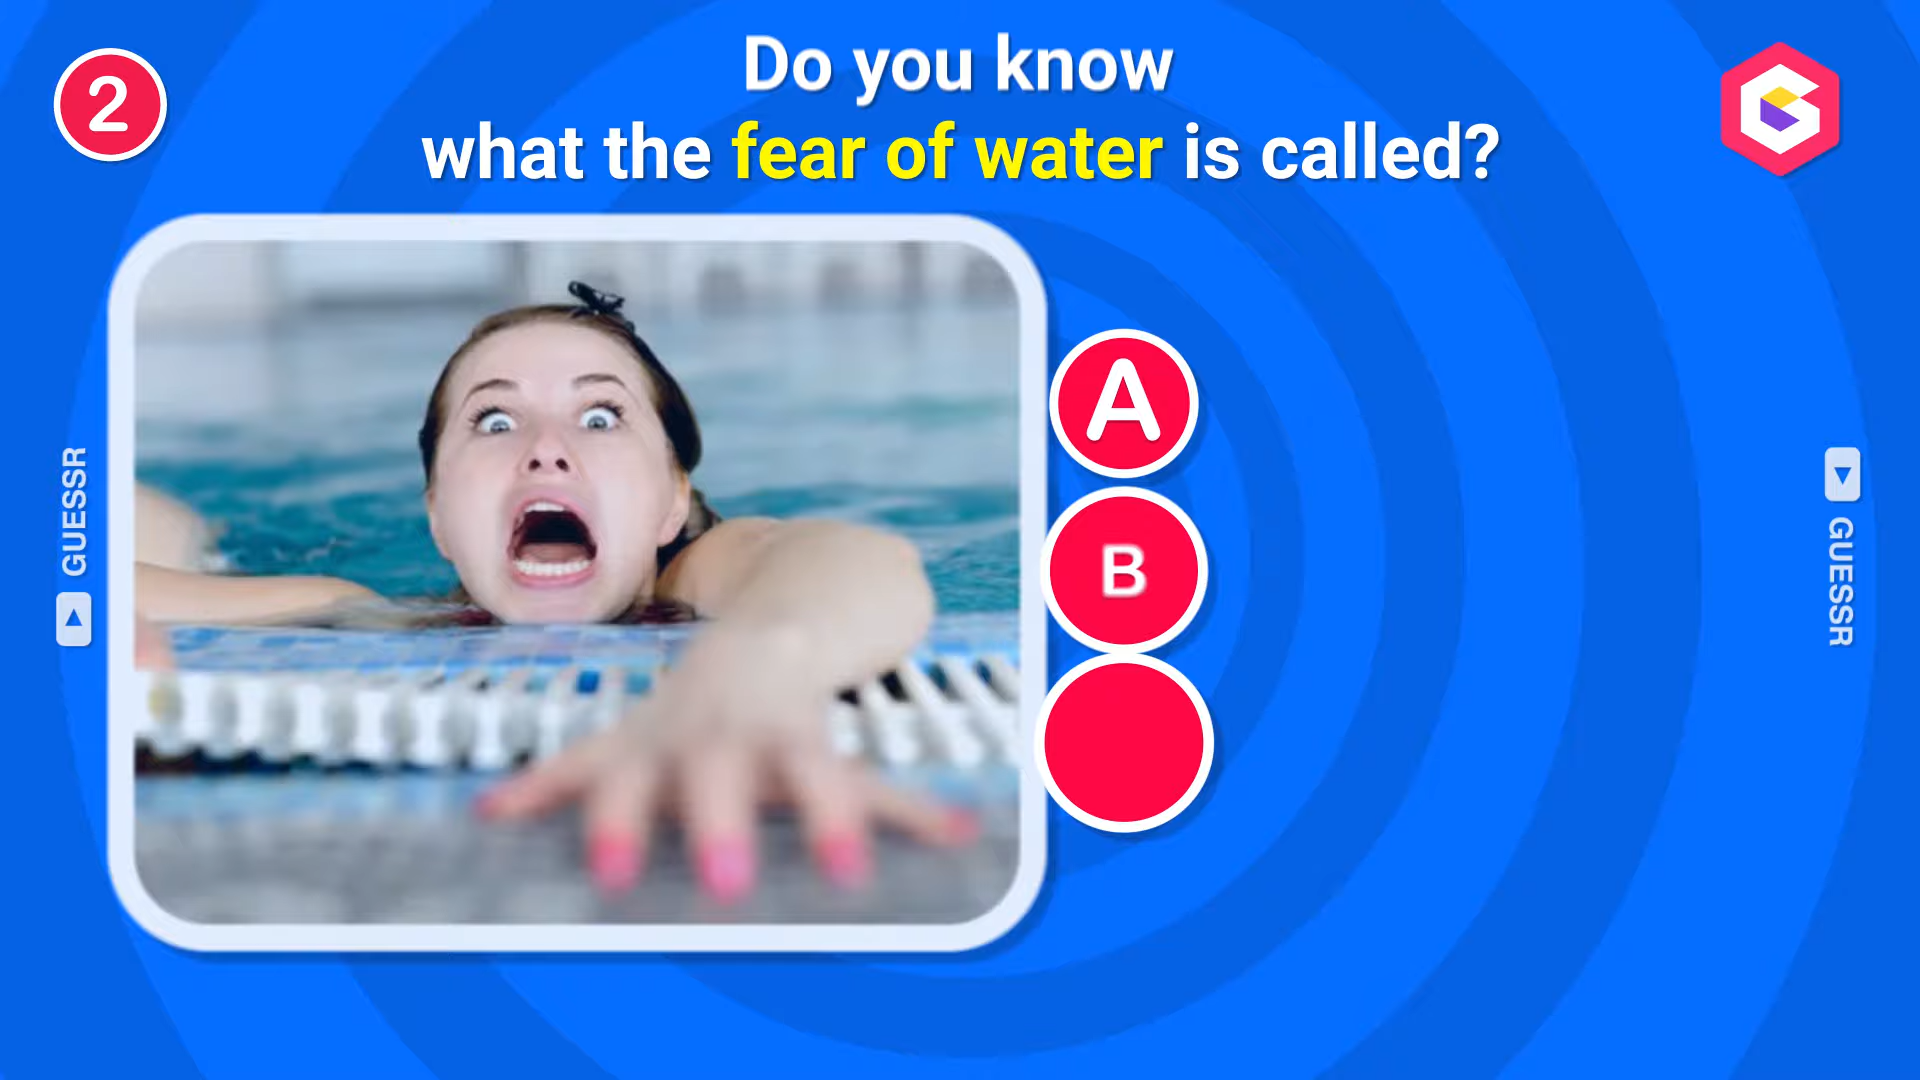 2
Do you know
what the fear of water is called?
A
B
GUESSR
GUESSR